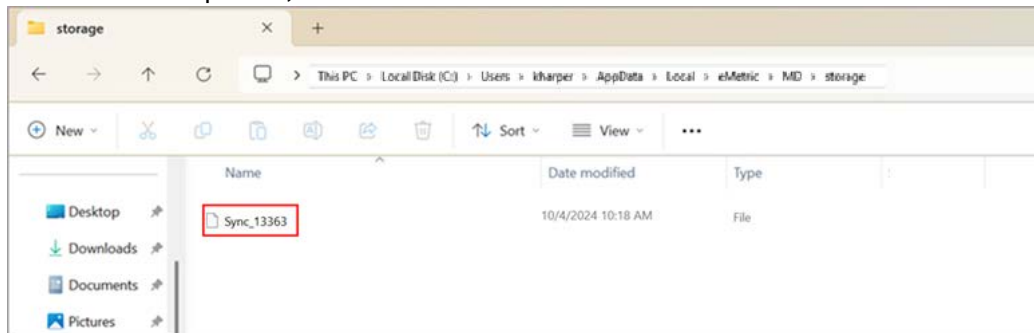 storage
This PC > Local Disk (C:) > Users > kharper > AppData > Local > eMetric > MD > storage
New Sort View
Name Date modified Type
Desktop
Sync_13363 10/4/2024 10:18 AM File
Downloads
Documents
Pictures